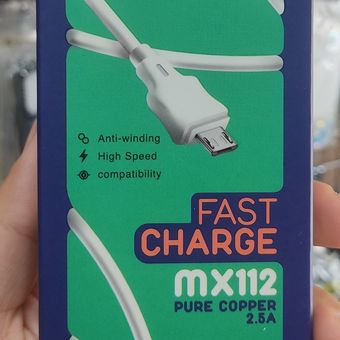 Anti-winding
High Speed
compatibility
FAST
CHARGE
MX112
PURE COPPER
2.5A